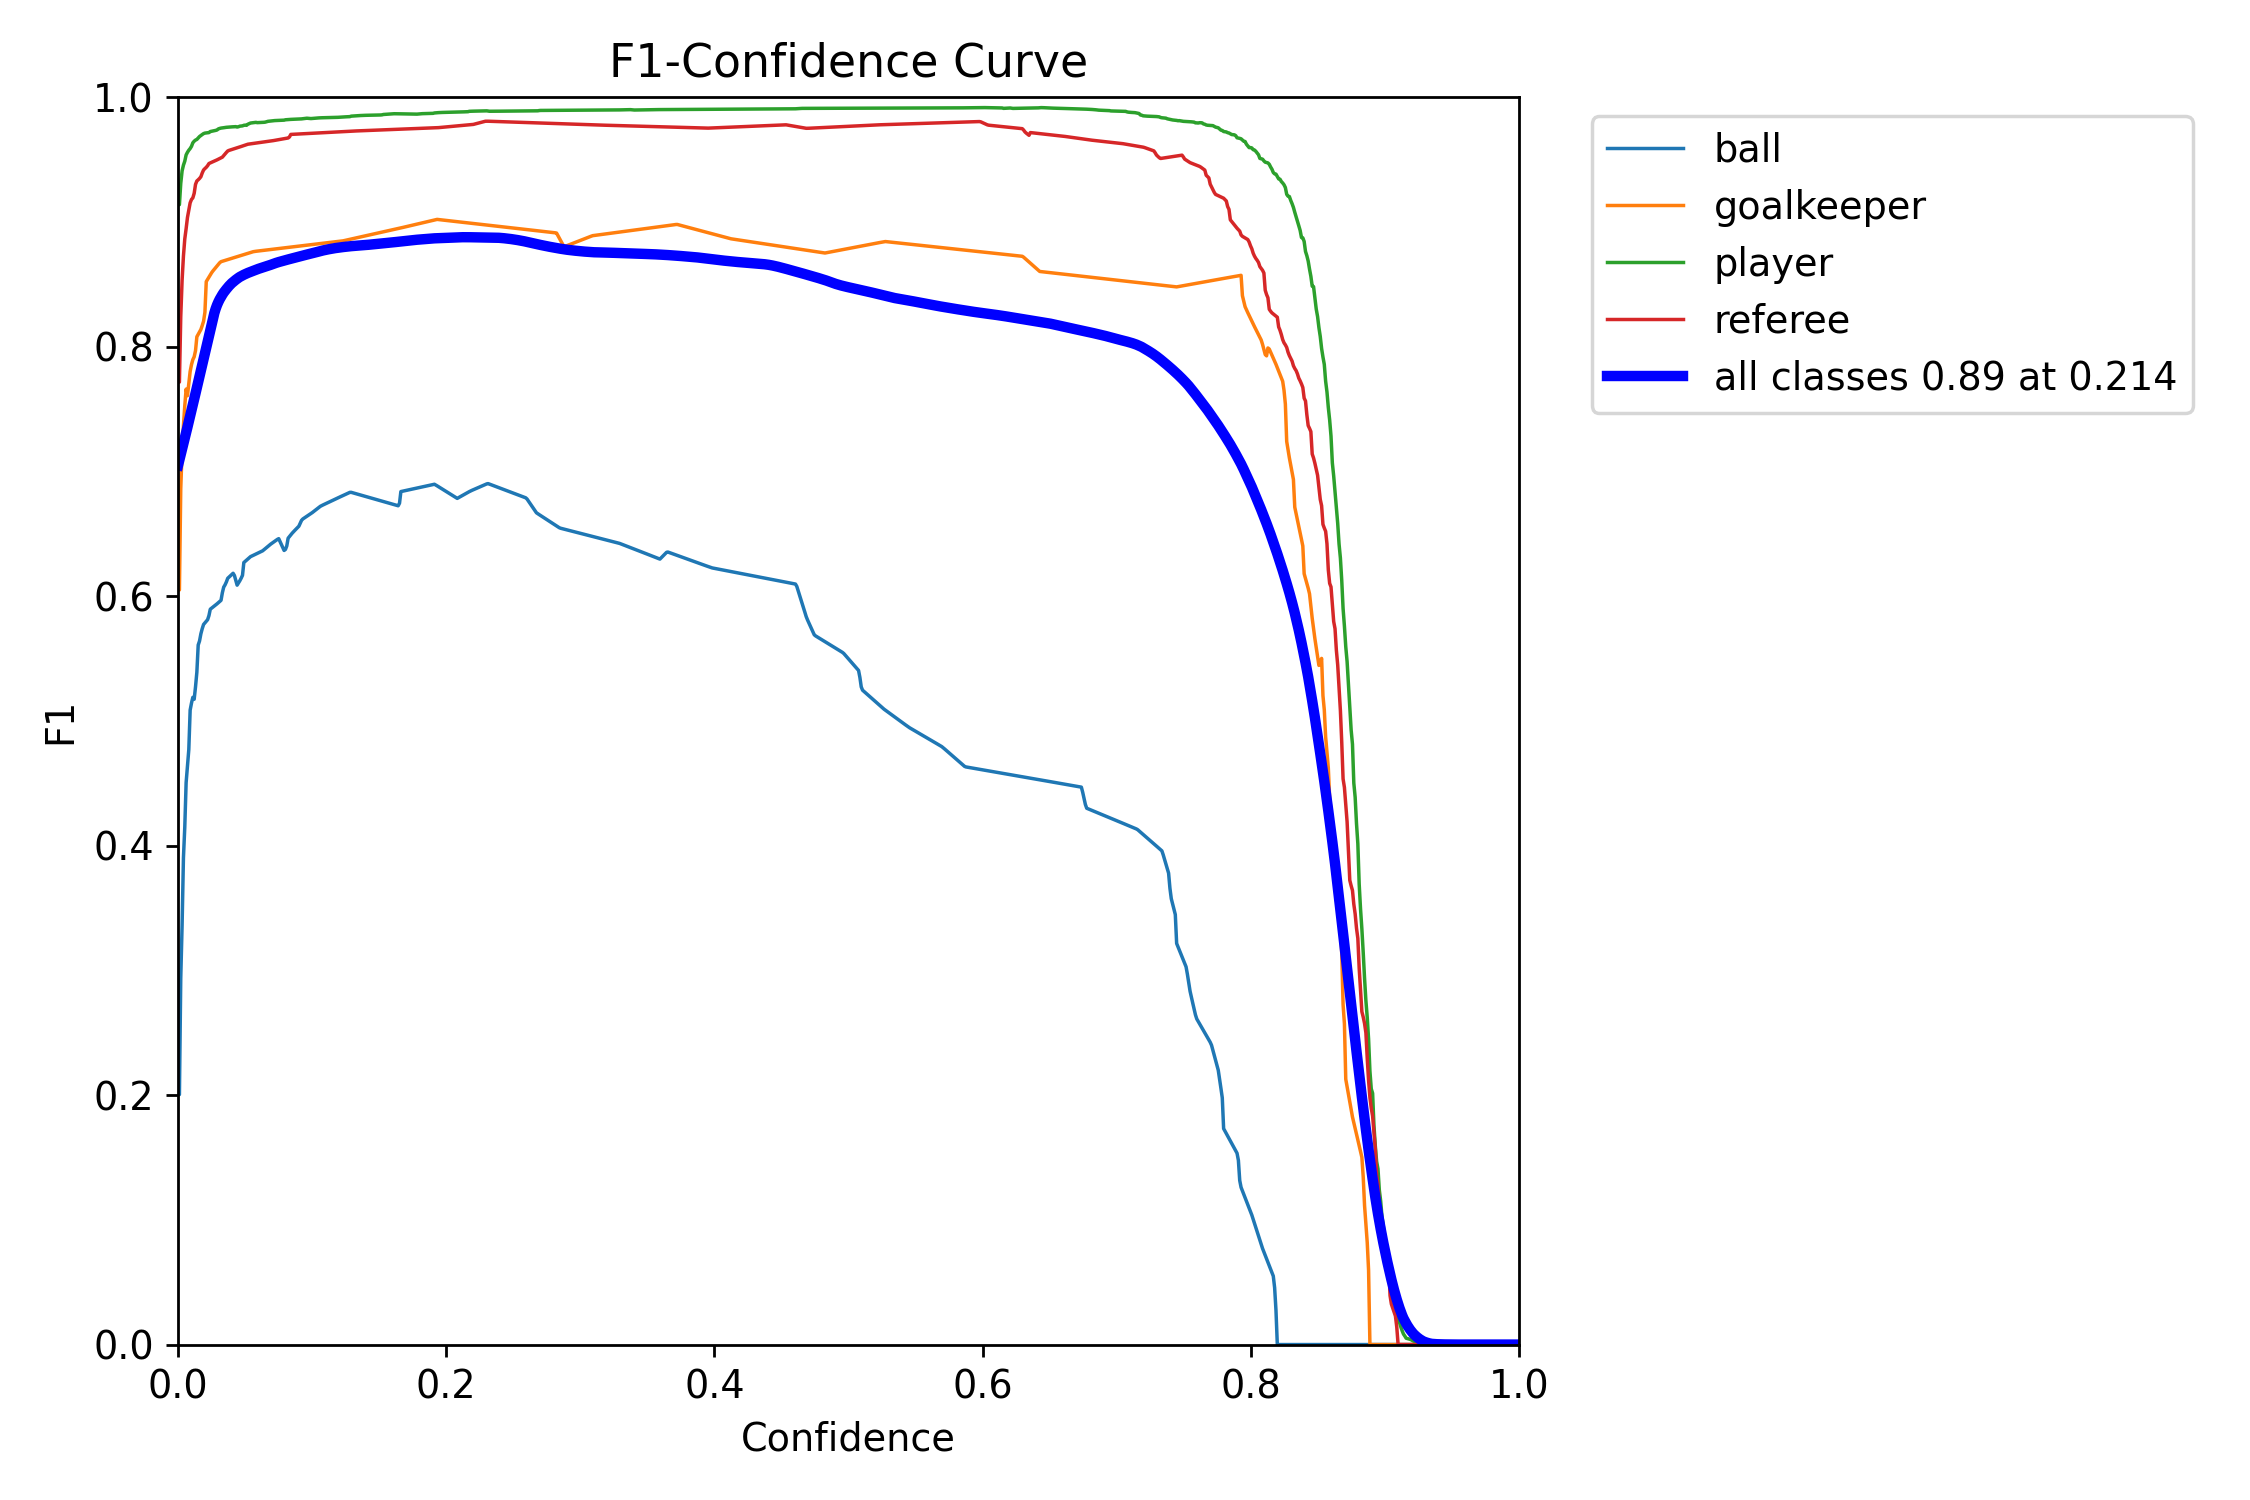 F1-Confidence Curve
1.0
0.8
0.6
0.4
0.2
0.0
F1
0.0 0.2 0.4 0.6 0.8 1.0
Confidence
ball
goalkeeper
player
referee
all classes 0.89 at 0.214